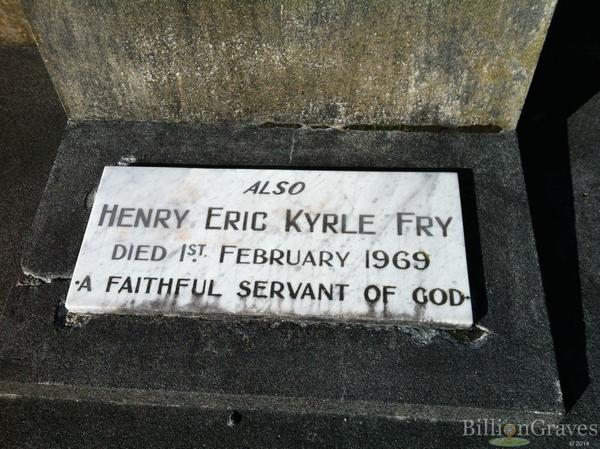 ALSO
HENRY ERIC KYRLE FRY
DIED 1ST. FEBRUARY 1969
·A FAITHFUL SERVANT OF GOD·
BillionGraves
© 2014